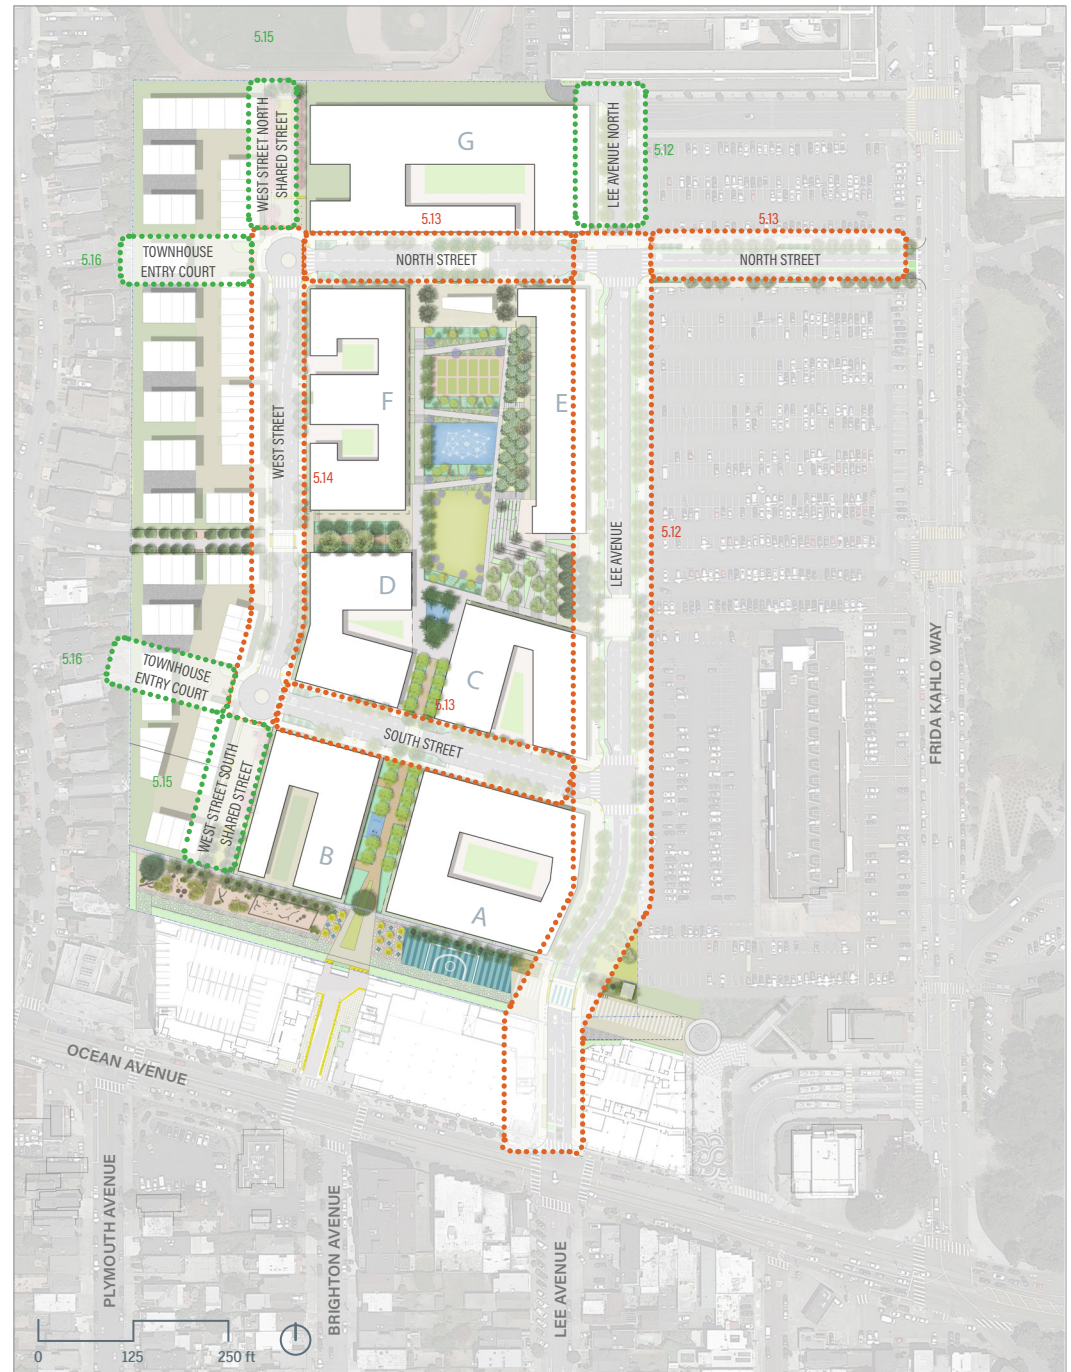 5.15
WEST STREET NORTH
SHARED STREET
G
LEE AVENUE NORTH
5.12
5.13
5.13
5.16
TOWNHOUSE
ENTRY COURT
NORTH STREET
NORTH STREET
F
E
WEST STREET
5.14
LEE AVENUE
5.12
D
5.16
TOWNHOUSE
ENTRY COURT
C
5.13
SOUTH STREET
FRIDA KAHLO WAY
5.15
WEST STREET SOUTH
SHARED STREET
B
A
OCEAN AVENUE
PLYMOUTH AVENUE
BRIGHTON AVENUE
LEE AVENUE
0
125
250 ft